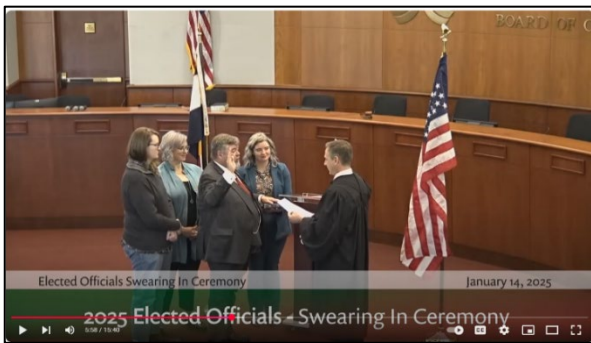 BOARD OF C
Elected Officials Swearing In Ceremony January 14, 2025
2025 Elected Officials - Swearing In Ceremony
5:58 / 15:40
CC